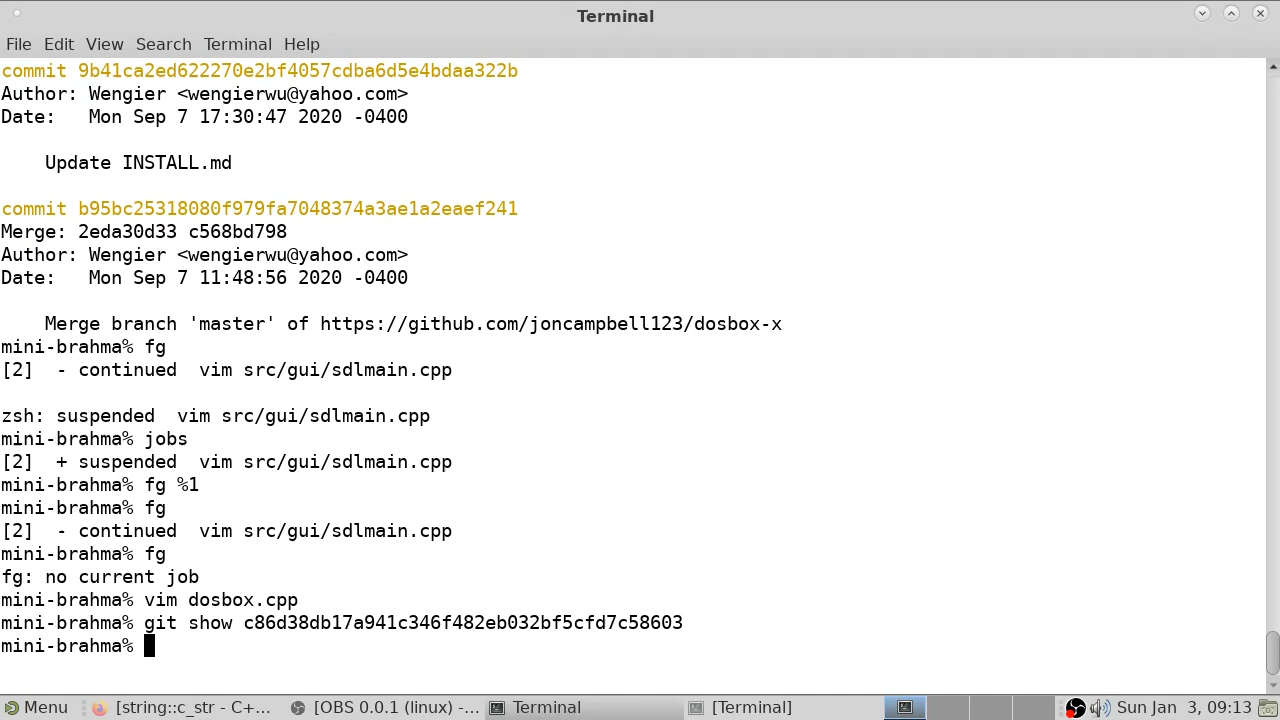 Terminal
File Edit View Search Terminal Help
commit 9b41ca2ed622270e2bf4057cdba6d5e4bdaa322b
Author: Wengier <wengierwu@yahoo.com>
Date:   Mon Sep 7 17:30:47 2020 -0400
    Update INSTALL.md
commit b95bc25318080f979fa7048374a3ae1a2eaef241
Merge: 2eda30d33 c568bd798
Author: Wengier <wengierwu@yahoo.com>
Date:   Mon Sep 7 11:48:56 2020 -0400
    Merge branch 'master' of https://github.com/joncampbell123/dosbox-x
mini-brahma% fg
[2]  - continued  vim src/gui/sdlmain.cpp
zsh: suspended  vim src/gui/sdlmain.cpp
mini-brahma% jobs
[2]  + suspended  vim src/gui/sdlmain.cpp
mini-brahma% fg %1
mini-brahma% fg
[2]  - continued  vim src/gui/sdlmain.cpp
mini-brahma% fg
fg: no current job
mini-brahma% vim dosbox.cpp
mini-brahma% git show c86d38db17a941c346f482eb032bf5cfd7c58603
mini-brahma%
Menu [string::c_str - C+... [OBS 0.0.1 (linux) -... Terminal [Terminal] Sun Jan  3, 09:13